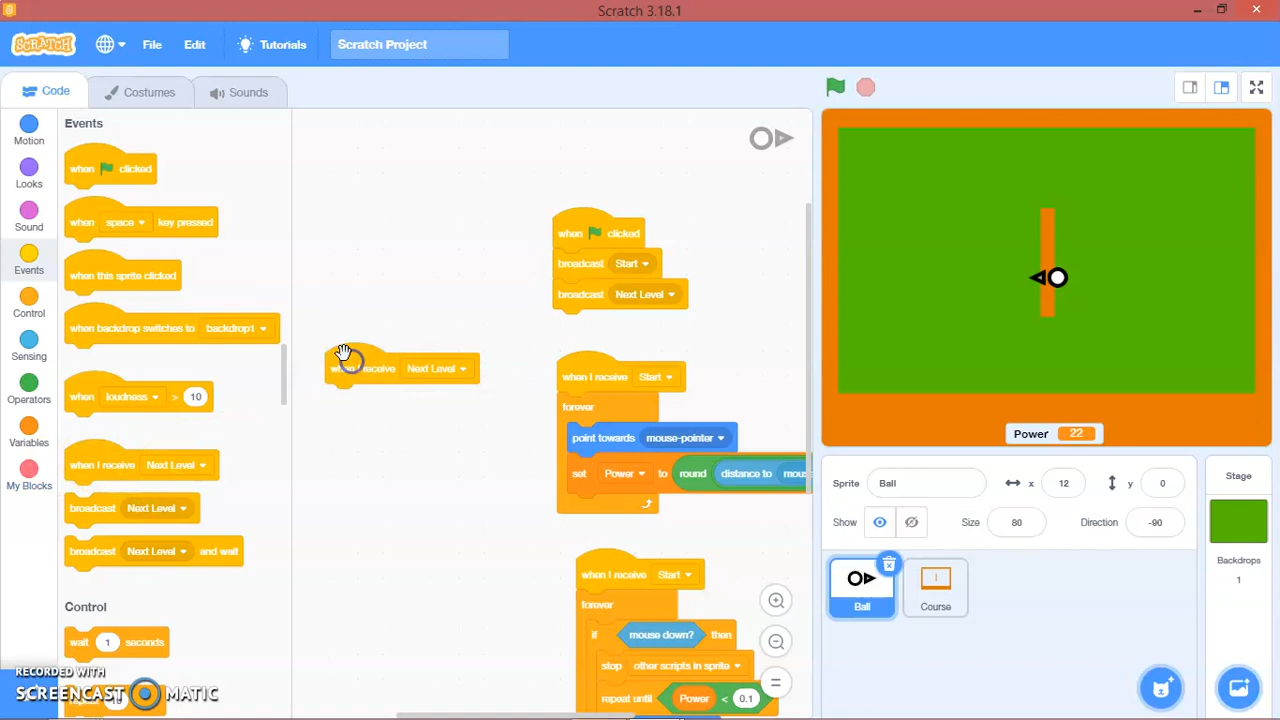 Scratch 3.18.1
SCRATCH File Edit Tutorials Scratch Project
Code Costumes Sounds
Motion
Looks
Sound
Events
Control
Sensing
Operators
Variables
My Blocks
Events
when clicked
when space key pressed
when this sprite clicked
when backdrop switches to backdrop1
when loudness > 10
when I receive Next Level
broadcast Next Level
broadcast Next Level and wait
Control
wait 1 seconds
10
receive Next Level
when clicked
broadcast Start
broadcast Next Level
when I receive Start
forever
point towards mouse-pointer
set Power to round distance to
when I receive Start
forever
if mouse down? then
stop other scripts in sprite
repeat until Power < 0.1
Power 22
Sprite Ball x 12 y 0
Show Size 80 Direction -90
Ball
Course
Stage
Backdrops
1
RECORDED WITH
SCREENCAST MATIC